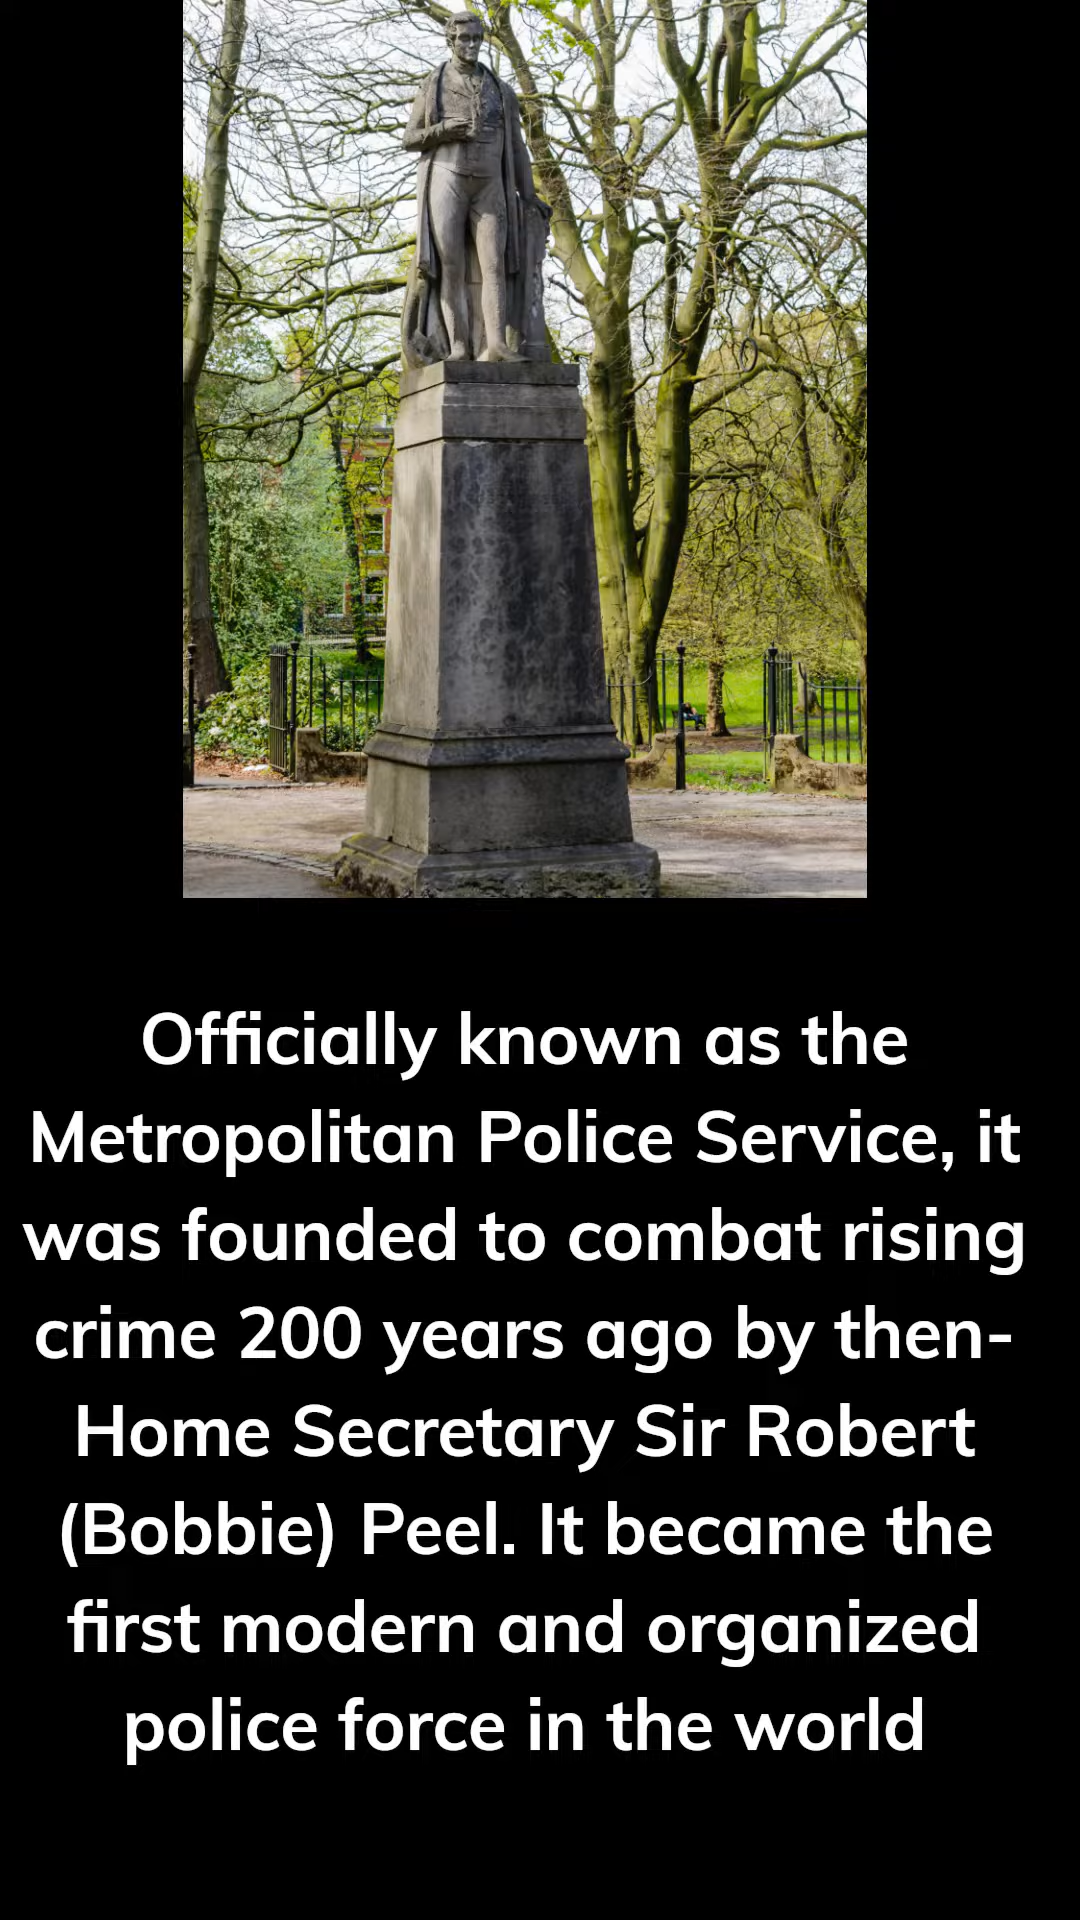 Officially known as the
Metropolitan Police Service, it
was founded to combat rising
crime 200 years ago by then-
Home Secretary Sir Robert
(Bobbie) Peel. It became the
first modern and organized
police force in the world